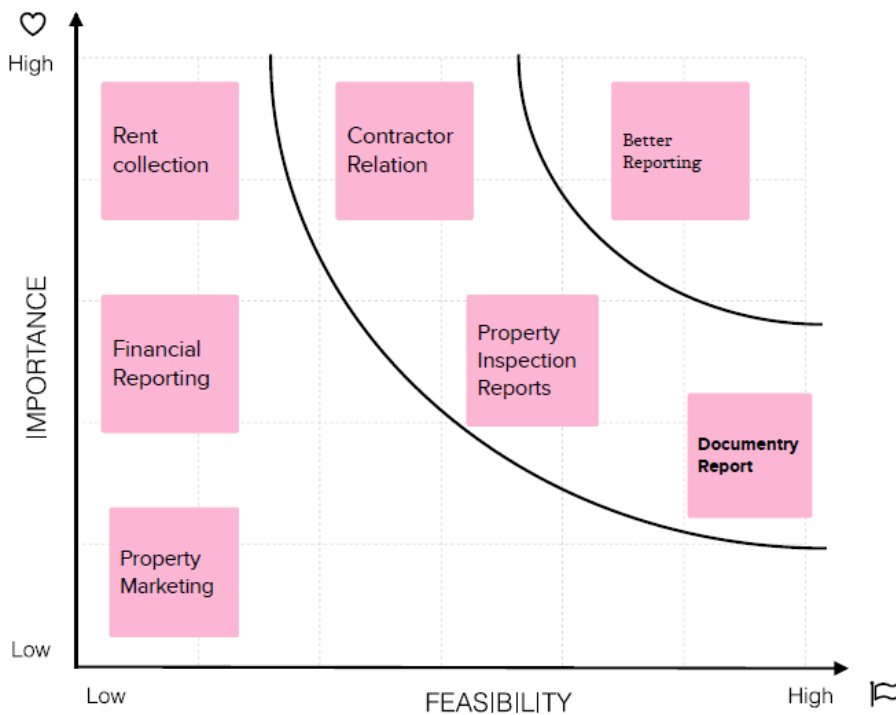 High
Rent
collection
Contractor
Relation
Better
Reporting
IMPORTANCE
Financial
Reporting
Property
Inspection
Reports
Documentry
Report
Property
Marketing
Low
Low
FEASIBILITY
High